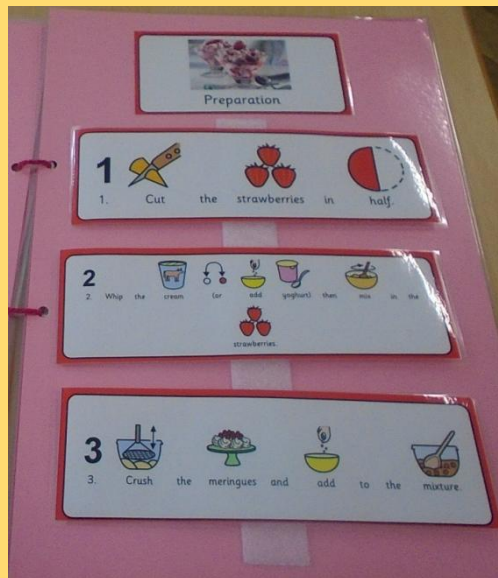 Preparation
1
1. Cut the strawberries in half.
2
2. Whip the cream (or add yoghurt) then mix in the
strawberries.
3
3. Crush the meringues and add to the mixture.